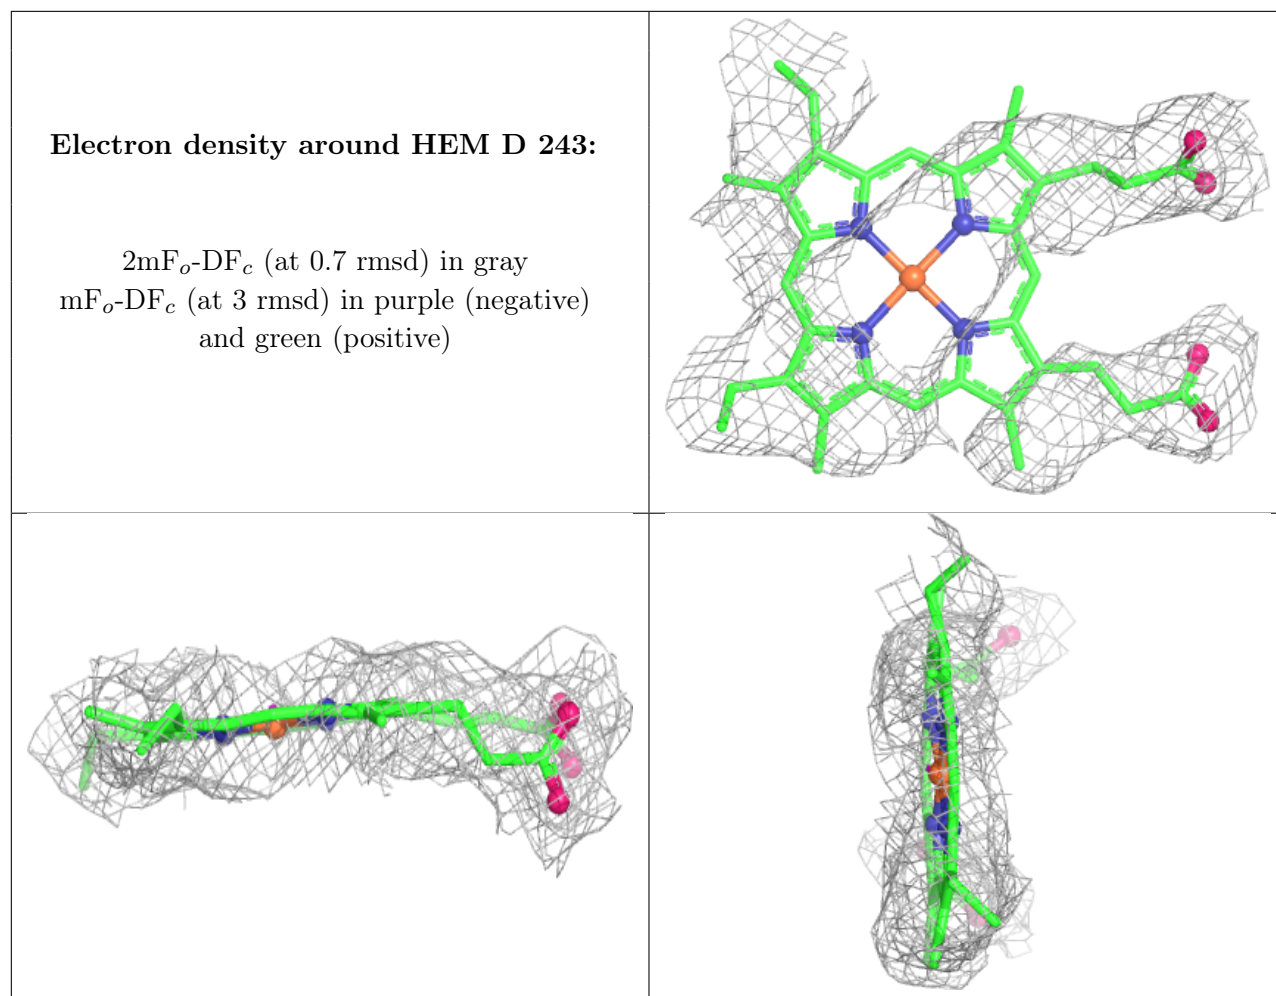 Electron density around HEM D 243:
2mFo-DFc (at 0.7 rmsd) in gray
mFo-DFc (at 3 rmsd) in purple (negative)
and green (positive)